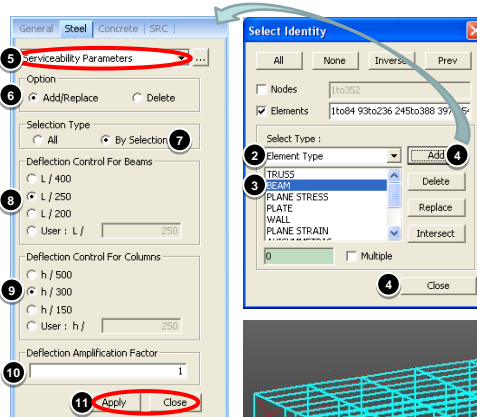 General Steel Concrete SRC
5 Serviceability Parameters ...
Option
6 Add/Replace Delete
Selection Type
All By Selection 7
Deflection Control For Beams
L / 400
8 L / 250
L / 200
User : L / 250
Deflection Control For Columns
h / 500
9 h / 300
h / 150
User : h / 250
Deflection Amplification Factor
10 1
11 Apply Close
Select Identity
All None Inverse Prev
Nodes 1to352
Elements 1to84 93to236 245to388
Select Type :
2 Element Type Add 4
3 TRUSS
BEAM Delete
PLANE STRESS
PLATE Replace
WALL
PLANE STRAIN Intersect
0 Multiple
4 Close